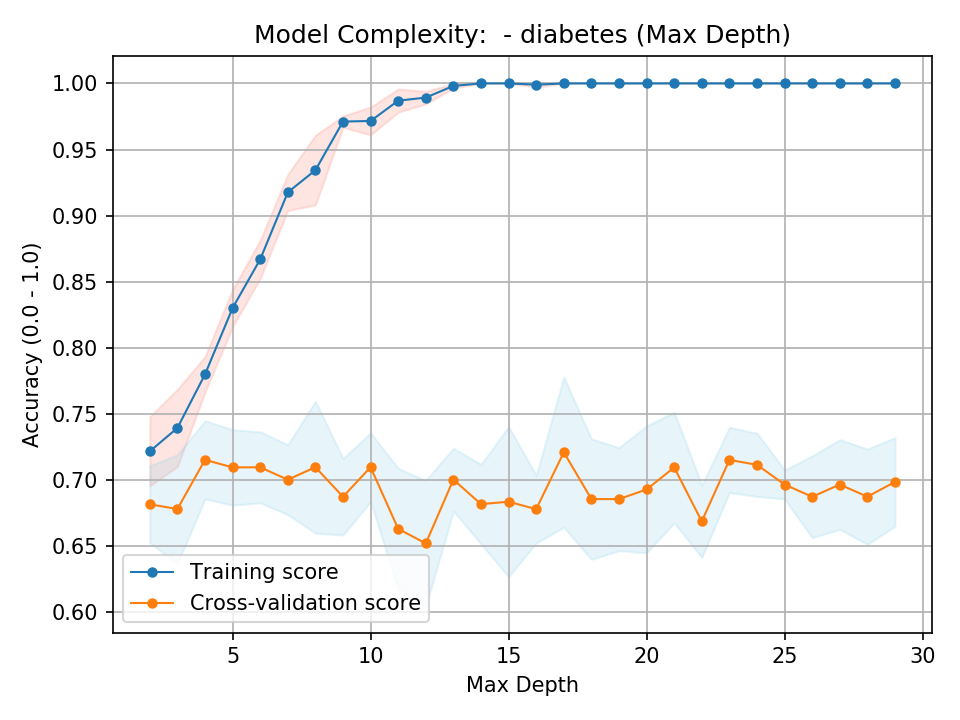 Model Complexity:  - diabetes (Max Depth)
Accuracy (0.0 - 1.0)
1.00
0.95
0.90
0.85
0.80
0.75
0.70
0.65
0.60
Training score
Cross-validation score
5 10 15 20 25 30
Max Depth